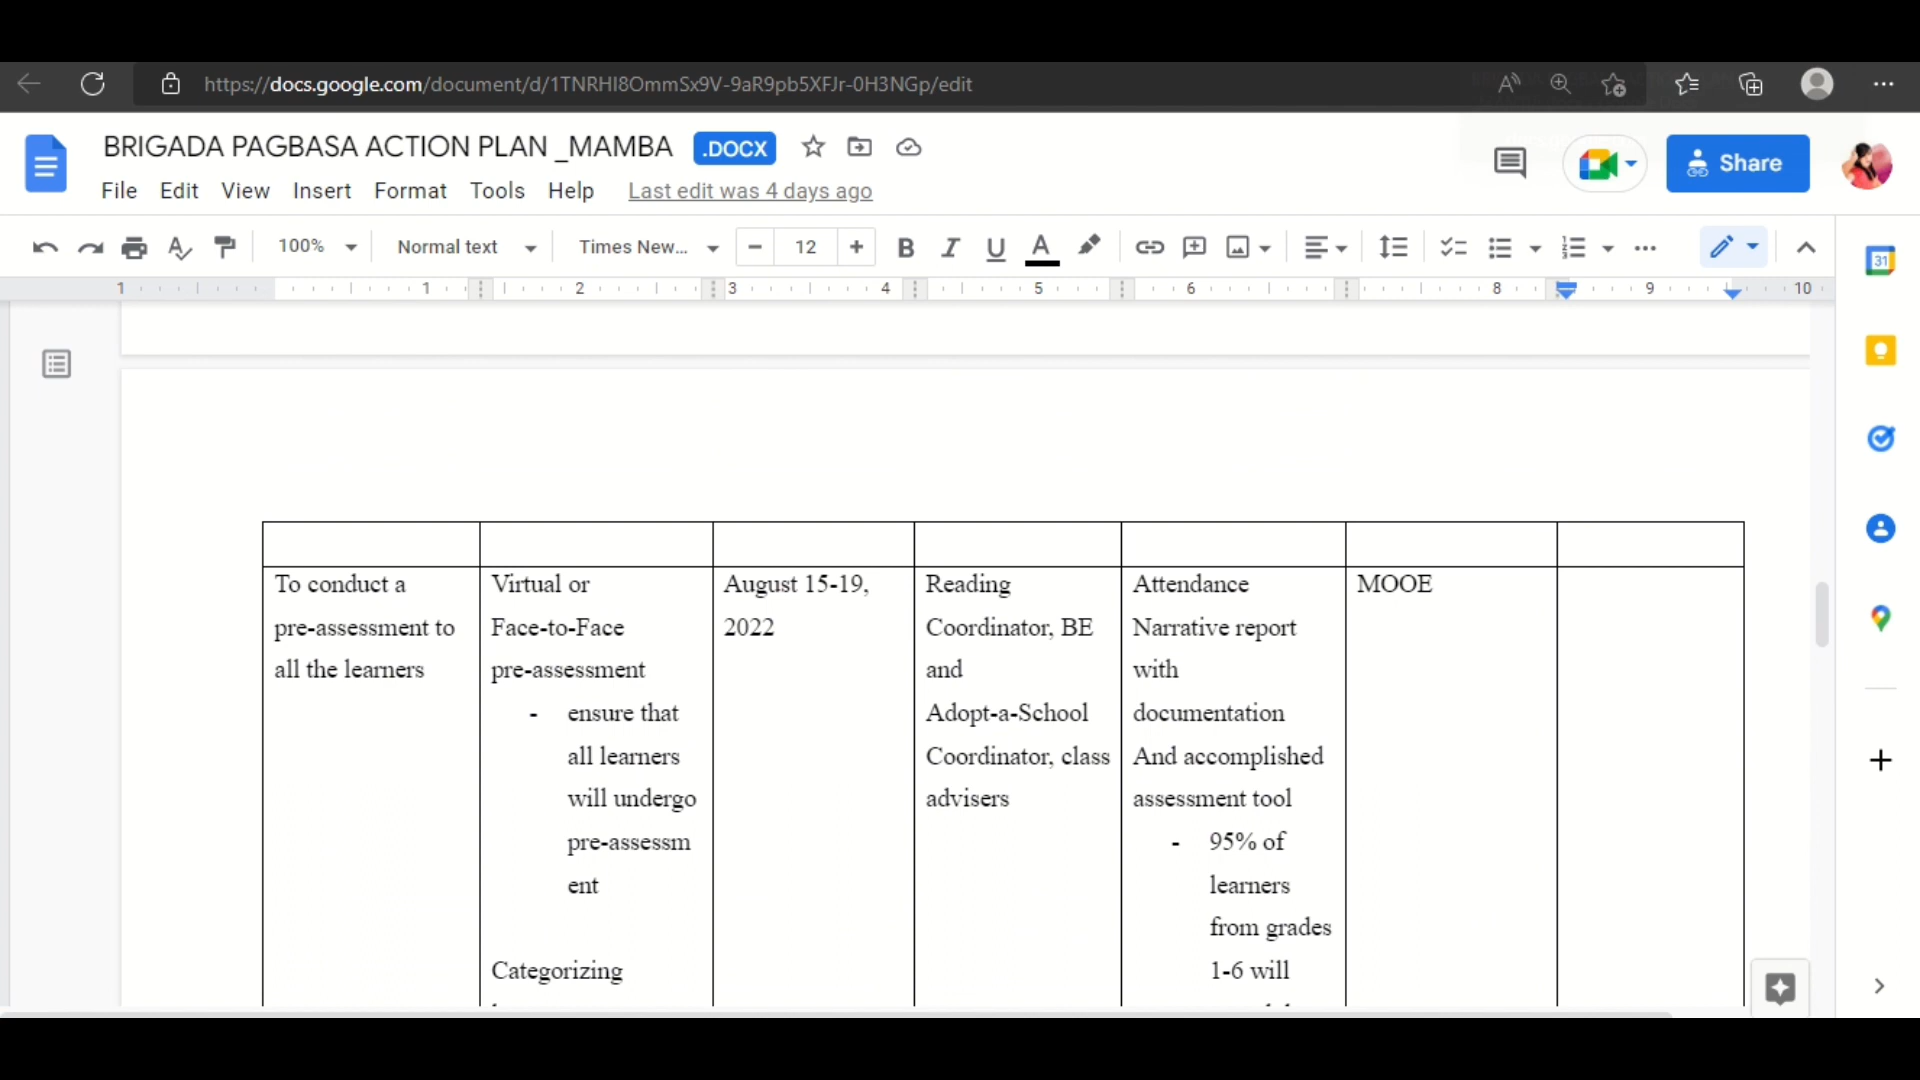 https://docs.google.com/document/d/1TNRHI8OmmSx9V-9aR9pb5XFJr-0H3NGp/edit
BRIGADA PAGBASA ACTION PLAN _MAMBA .DOCX
File Edit View Insert Format Tools Help Last edit was 4 days ago
Share
100% Normal text Times New... 12 B I U A
1 1 2 3 4 5 6 8 9 10
31
To conduct a
pre-assessment to
all the learners
Virtual or
Face-to-Face
pre-assessment
- ensure that
all learners
will undergo
pre-assessm
ent
Categorizing
August 15-19,
2022
Reading
Coordinator, BE
and
Adopt-a-School
Coordinator, class
advisers
Attendance
Narrative report
with
documentation
And accomplished
assessment tool
- 95% of
learners
from grades
1-6 will
MOOE